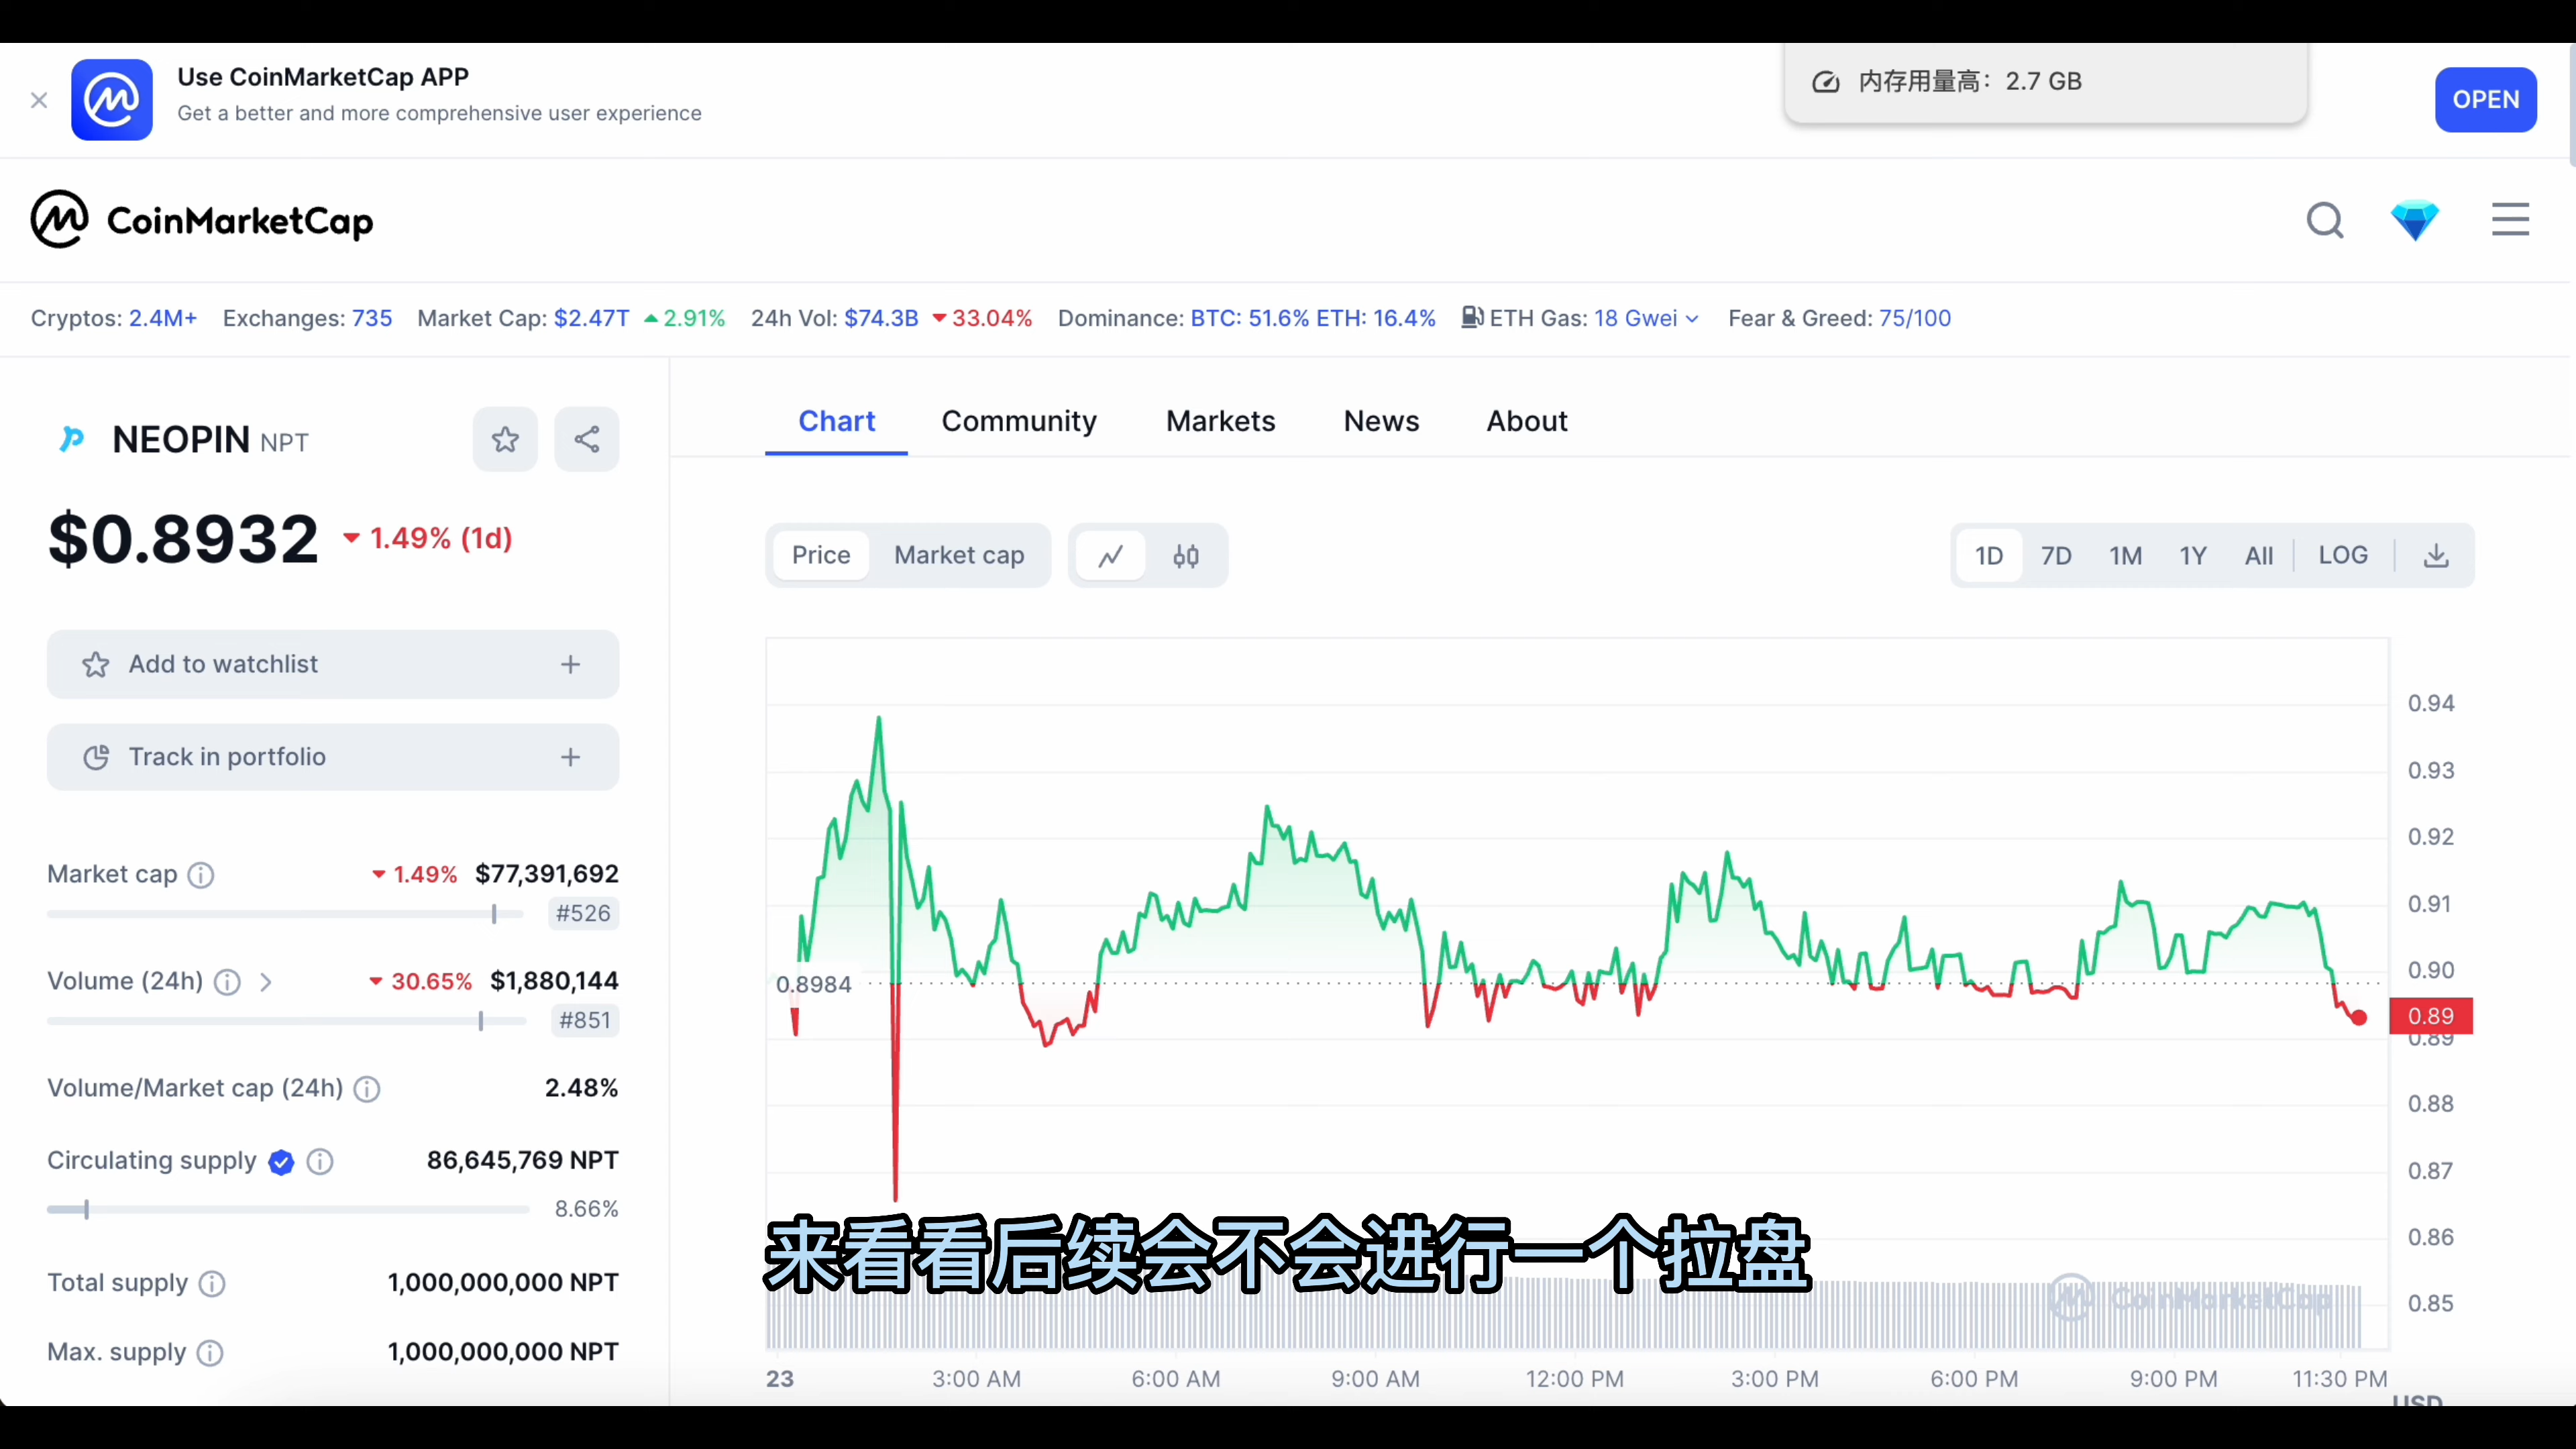 Use CoinMarketCap APP
Get a better and more comprehensive user experience
内存用量高：2.7 GB
OPEN
CoinMarketCap
Cryptos: 2.4M+ Exchanges: 735 Market Cap: $2.47T 2.91% 24h Vol: $74.3B 33.04% Dominance: BTC: 51.6% ETH: 16.4% ETH Gas: 18 Gwei Fear & Greed: 75/100
NEOPIN NPT
$0.8932 1.49% (1d)
Add to watchlist
Track in portfolio
Market cap 1.49% $77,391,692
#526
Volume (24h) 30.65% $1,880,144
#851
Volume/Market cap (24h) 2.48%
Circulating supply 86,645,769 NPT
8.66%
Total supply 1,000,000,000 NPT
Max. supply 1,000,000,000 NPT
Chart Community Markets News About
Price Market cap
1D 7D 1M 1Y All LOG
0.94
0.93
0.92
0.91
0.90
0.8984
0.89
0.89
0.88
0.87
0.86
0.85
来看看后续会不会进行一个拉盘
CoinMarketCap
23 3:00 AM 6:00 AM 9:00 AM 12:00 PM 3:00 PM 6:00 PM 9:00 PM 11:30 PM
USD